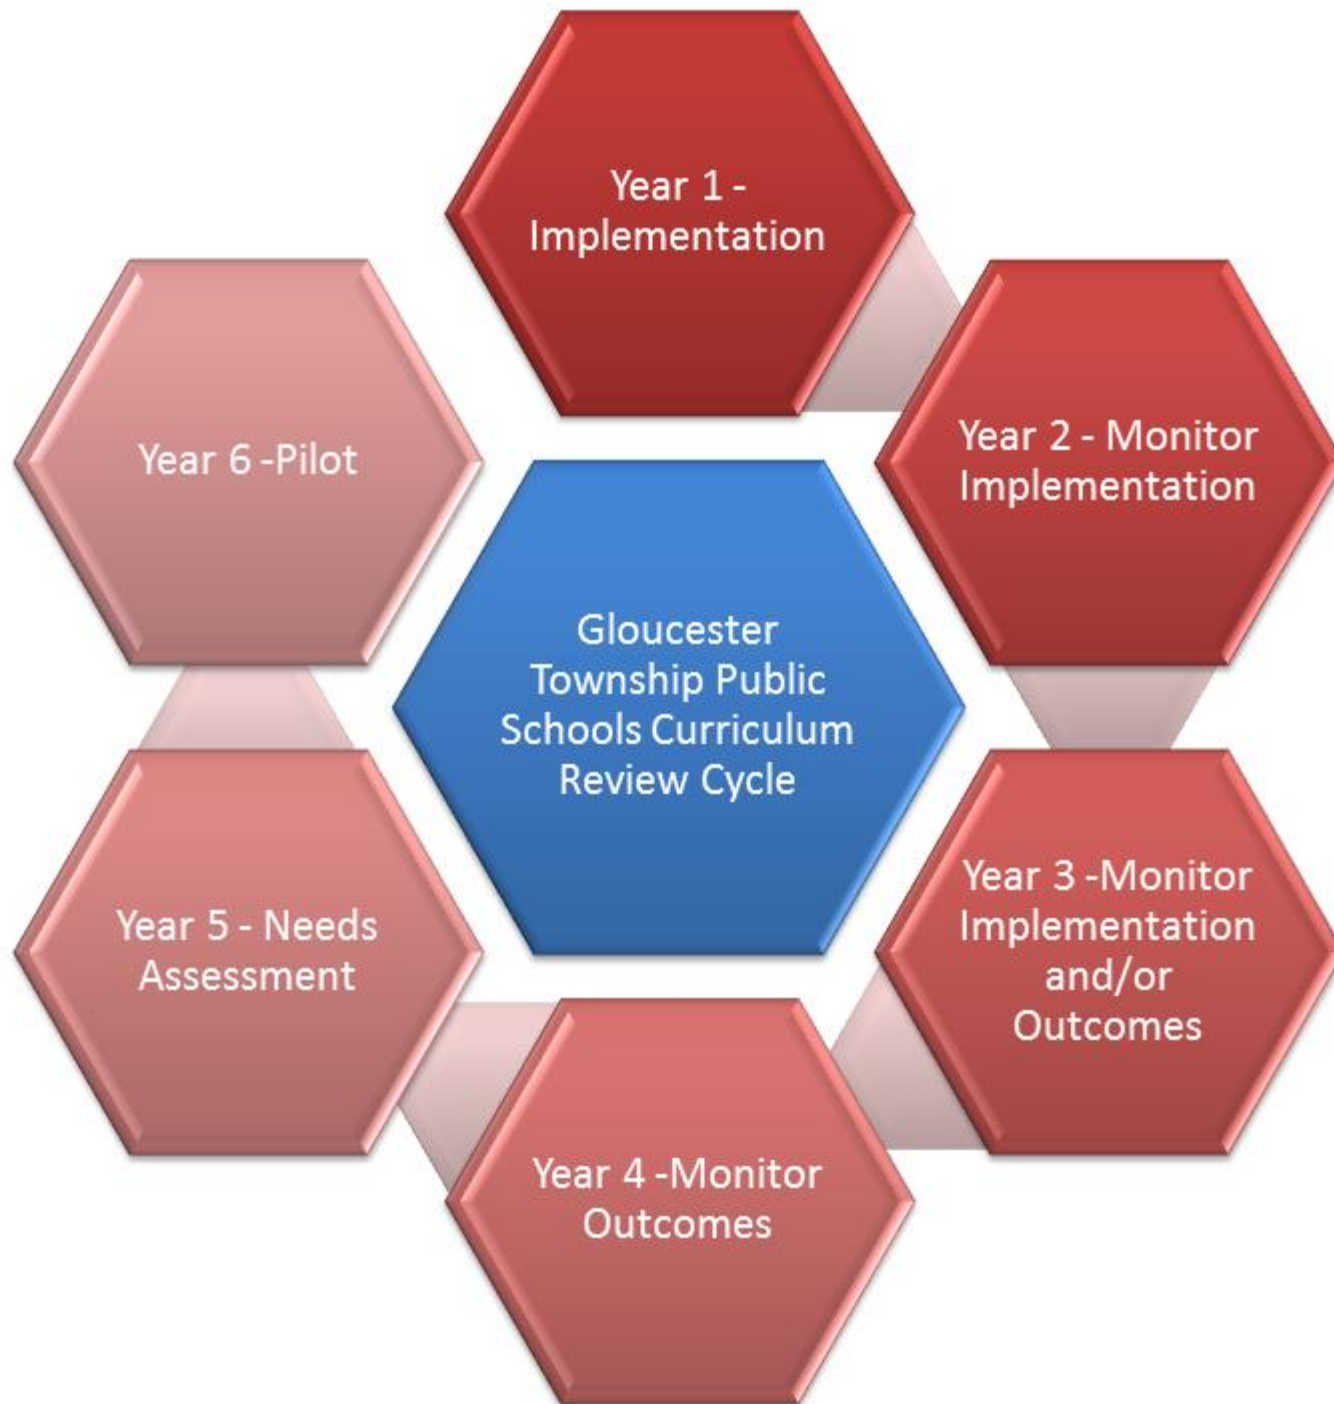 Year 1 -
Implementation
Year 2 - Monitor
Implementation
Year 3 -Monitor
Implementation
and/or
Outcomes
Year 4 -Monitor
Outcomes
Year 5 - Needs
Assessment
Year 6 -Pilot
Gloucester
Township Public
Schools Curriculum
Review Cycle